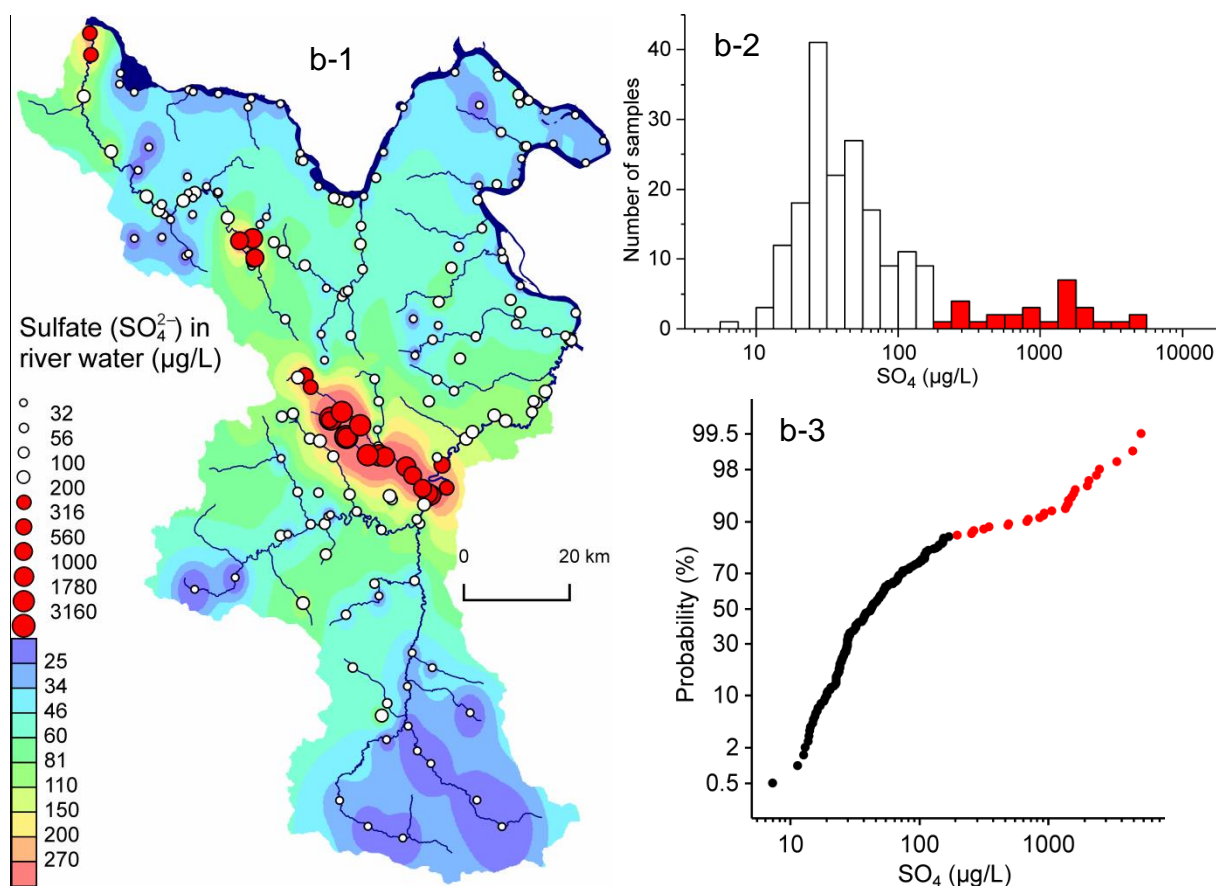 b-1
Sulfate (SO₄²⁻) in
river water (µg/L)
32
56
100
200
316
560
1000
1780
3160
25
34
46
60
81
110
150
200
270
0 20 km
b-2
Number of samples
40
30
20
10
0
10 100 1000 10000
SO₄ (µg/L)
b-3
Probability (%)
99.5
98
90
70
50
30
10
2
0.5
10 100 1000
SO₄ (µg/L)